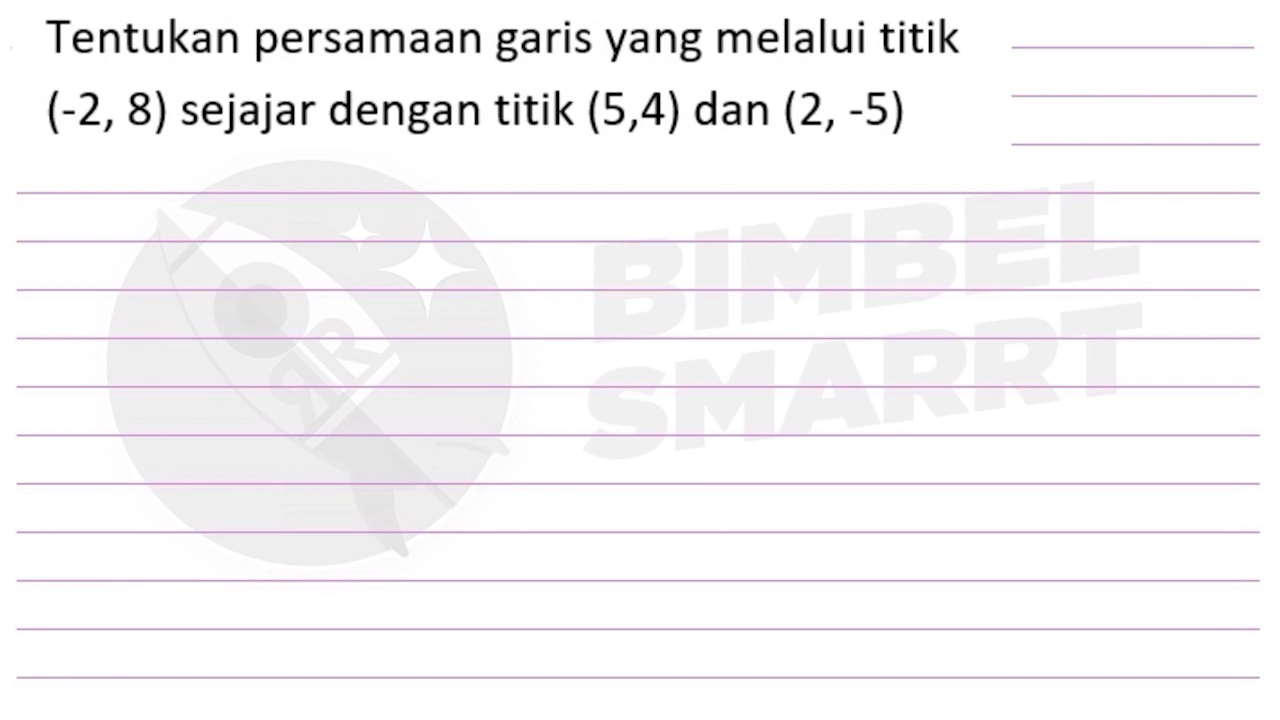 Tentukan persamaan garis yang melalui titik
(-2, 8) sejajar dengan titik (5,4) dan (2, -5)
BIMBEL
SMARRT